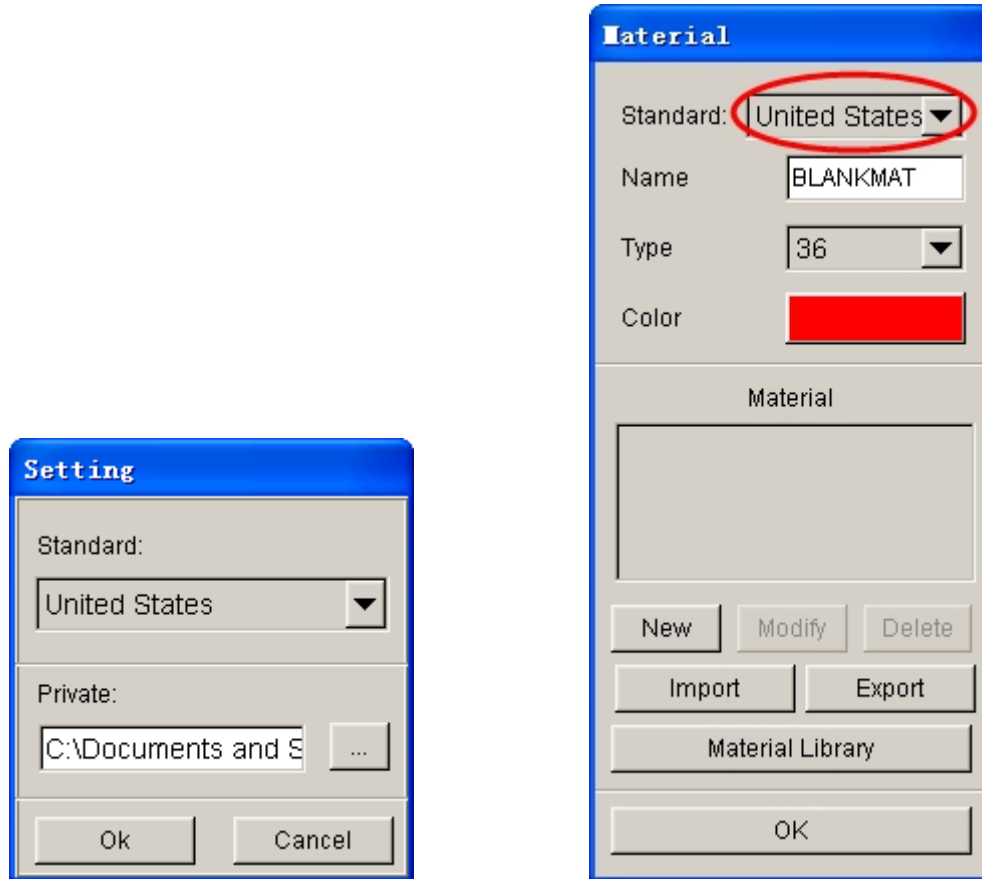 Setting
Standard:
United States
Private:
C:\Documents and S
...
Ok Cancel
Material
Standard: United States
Name BLANKMAT
Type 36
Color
Material
New Modify Delete
Import Export
Material Library
OK